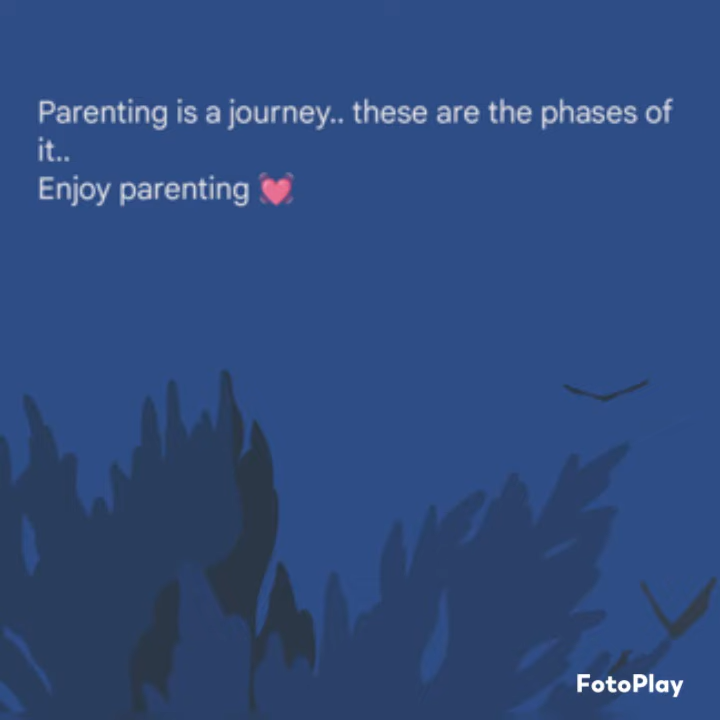 Parenting is a journey.. these are the phases of
it..
Enjoy parenting 💓
FotoPlay